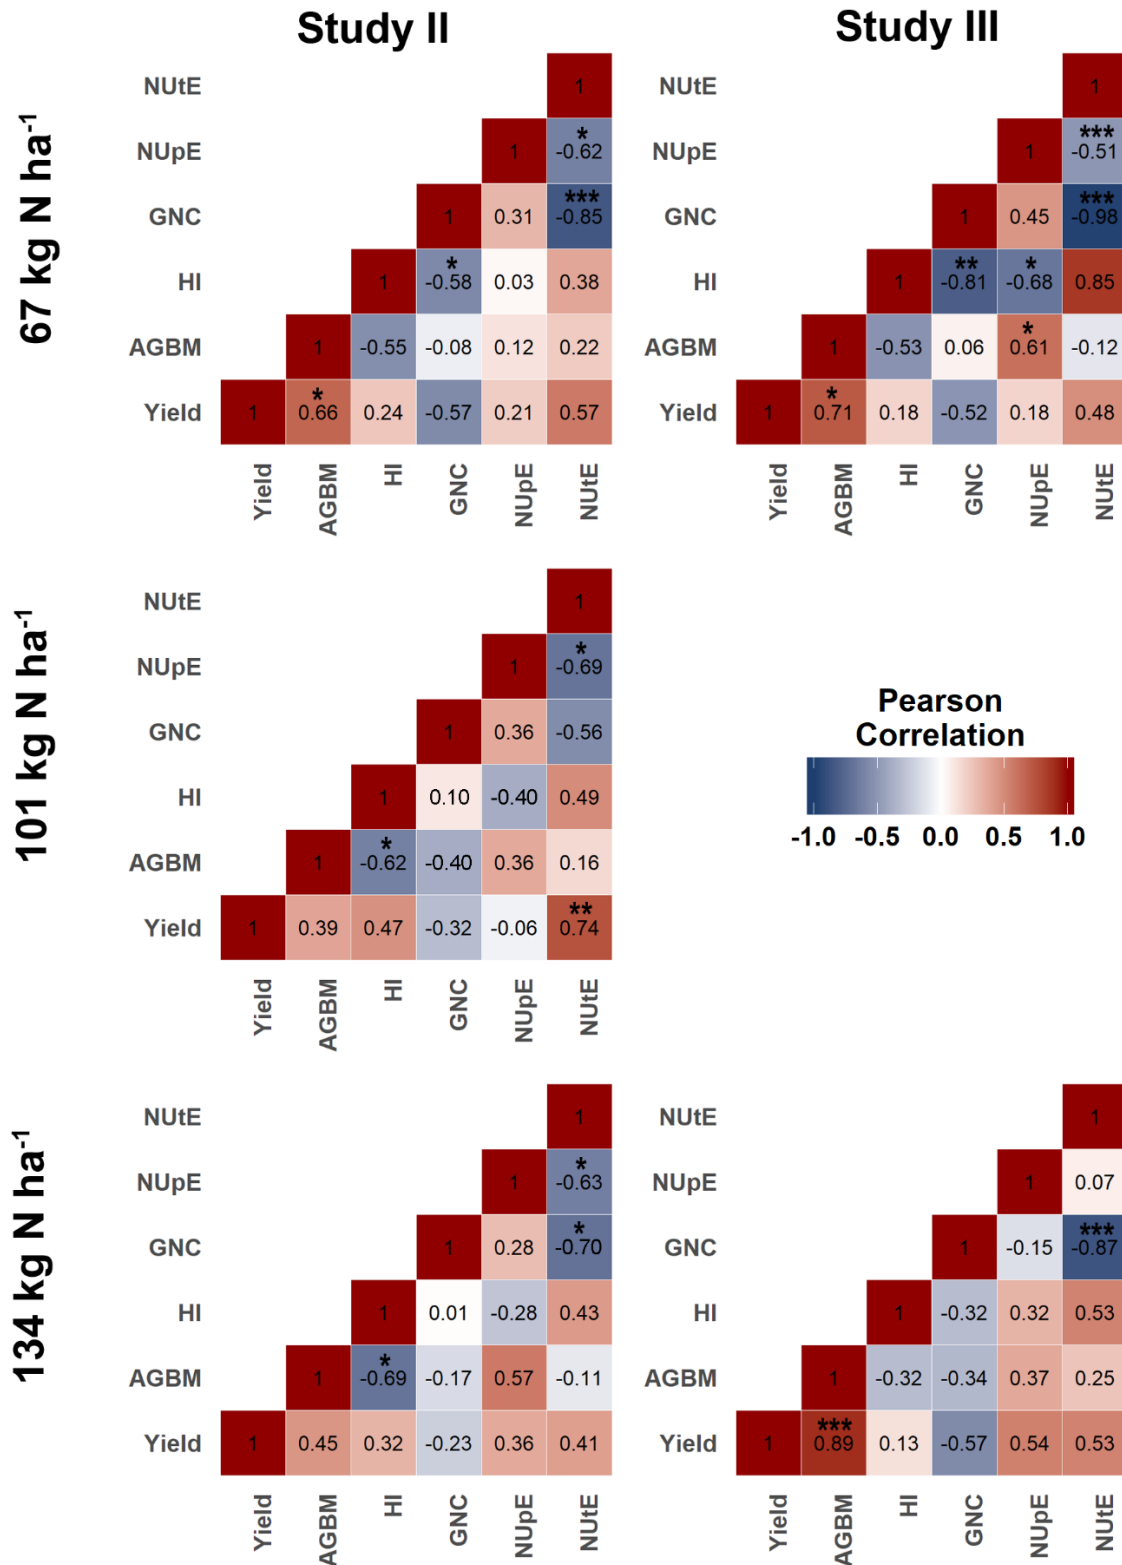 Study II
Study III
67 kg N ha⁻¹
NUtE 1
NUpE 1 * -0.62
GNC 1 0.31 *** -0.85
HI 1 * -0.58 0.03 0.38
AGBM 1 -0.55 -0.08 0.12 0.22
Yield 1 * 0.66 0.24 -0.57 0.21 0.57
Yield AGBM HI GNC NUpE NUtE
NUtE 1
NUpE 1 *** -0.51
GNC 1 0.45 *** -0.98
HI 1 ** -0.81 * -0.68 0.85
AGBM 1 -0.53 0.06 * 0.61 -0.12
Yield 1 * 0.71 0.18 -0.52 0.18 0.48
Yield AGBM HI GNC NUpE NUtE
101 kg N ha⁻¹
NUtE 1
NUpE 1 * -0.69
GNC 1 0.36 -0.56
HI 1 0.10 -0.40 0.49
AGBM 1 * -0.62 -0.40 0.36 0.16
Yield 1 0.39 0.47 -0.32 -0.06 ** 0.74
Yield AGBM HI GNC NUpE NUtE
Pearson
Correlation
-1.0 -0.5 0.0 0.5 1.0
134 kg N ha⁻¹
NUtE 1
NUpE 1 * -0.63
GNC 1 0.28 * -0.70
HI 1 0.01 -0.28 0.43
AGBM 1 * -0.69 -0.17 0.57 -0.11
Yield 1 0.45 0.32 -0.23 0.36 0.41
Yield AGBM HI GNC NUpE NUtE
NUtE 1
NUpE 1 0.07
GNC 1 -0.15 *** -0.87
HI 1 -0.32 0.32 0.53
AGBM 1 -0.32 -0.34 0.37 0.25
Yield 1 *** 0.89 0.13 -0.57 0.54 0.53
Yield AGBM HI GNC NUpE NUtE